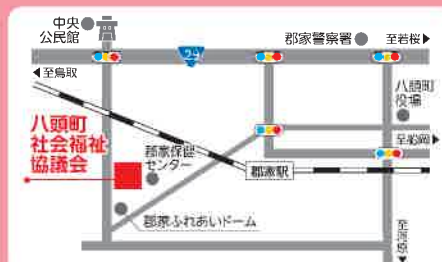 中央
公民館
29
郡家警察署
至若桜▶
◀至鳥取
八頭町
役場
八頭町
社会福祉
協議会
郡家保健
センター
至船岡▶
郡家駅
郡家ふれあいドーム
至河原▼